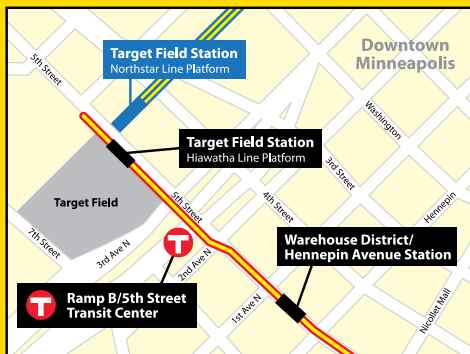 Target Field Station
Northstar Line Platform
Downtown
Minneapolis
5th Street
Washington
Target Field Station
Hiawatha Line Platform
3rd Street
4th Street
Hennepin
5th Street
Target Field
7th Street
3rd Ave N
2nd Ave N
1st Ave N
Warehouse District/
Hennepin Avenue Station
T
T
Ramp B/5th Street
Transit Center
Nicollet Mall